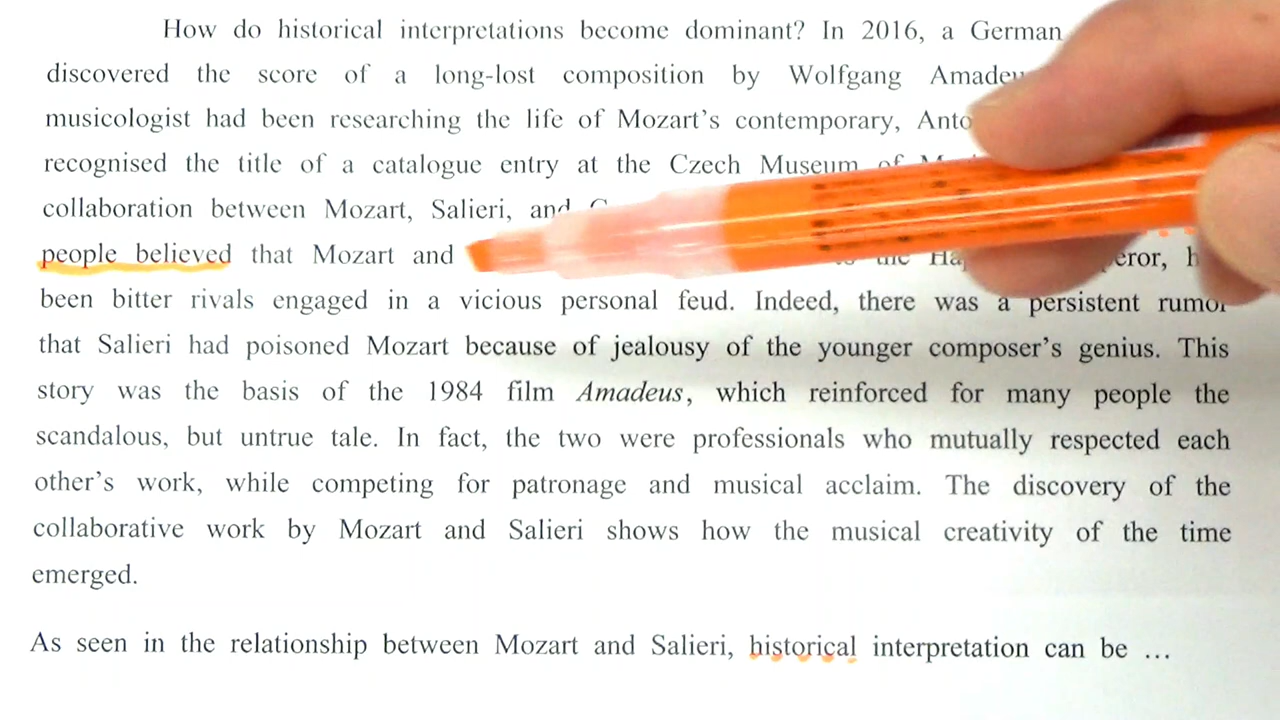 How do historical interpretations become dominant? In 2016, a German
discovered the score of a long-lost composition by Wolfgang
musicologist had been researching the life of Mozart's contemporary,
recognised the title of a catalogue entry at the Czech Museum of
collaboration between Mozart, Salieri, and
people believed that Mozart and the
been bitter rivals engaged in a vicious personal feud. Indeed, there was a persistent rumor
that Salieri had poisoned Mozart because of jealousy of the younger composer's genius. This
story was the basis of the 1984 film Amadeus, which reinforced for many people the
scandalous, but untrue tale. In fact, the two were professionals who mutually respected each
other's work, while competing for patronage and musical acclaim. The discovery of the
collaborative work by Mozart and Salieri shows how the musical creativity of the time
emerged.
As seen in the relationship between Mozart and Salieri, historical interpretation can be …